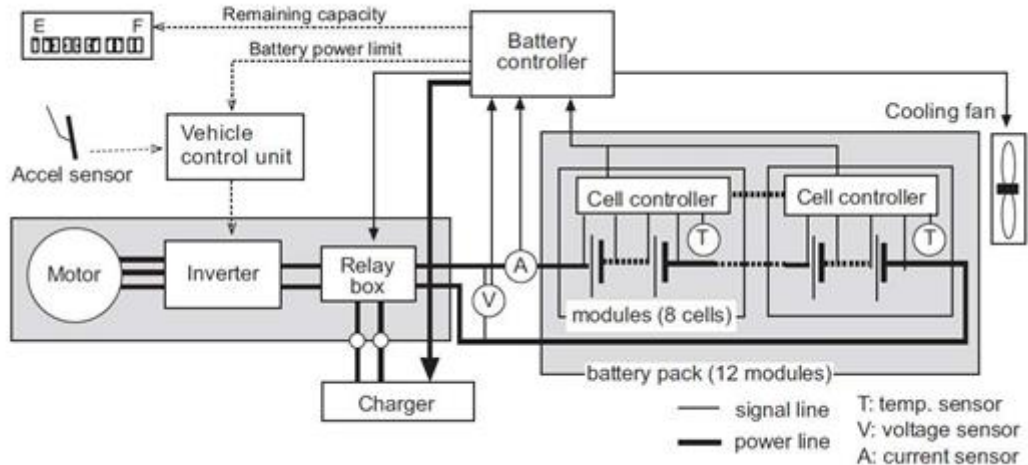 Remaining capacity
E F
Battery power limit
Battery
controller
Cooling fan
Accel sensor
Vehicle
control unit
Cell controller
Cell controller
T
T
Motor
Inverter
Relay
box
A
V
modules (8 cells)
battery pack (12 modules)
Charger
signal line
power line
T: temp. sensor
V: voltage sensor
A: current sensor